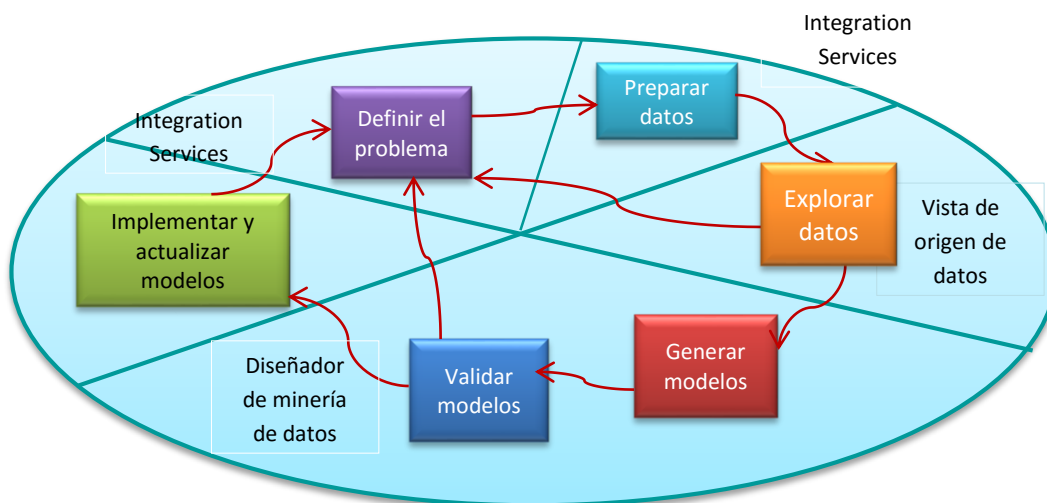 Integration
Services
Preparar
datos
Definir el
problema
Integration
Services
Explorar
datos
Vista de
origen de
datos
Implementar y
actualizar
modelos
Generar
modelos
Validar
modelos
Diseñador
de minería
de datos